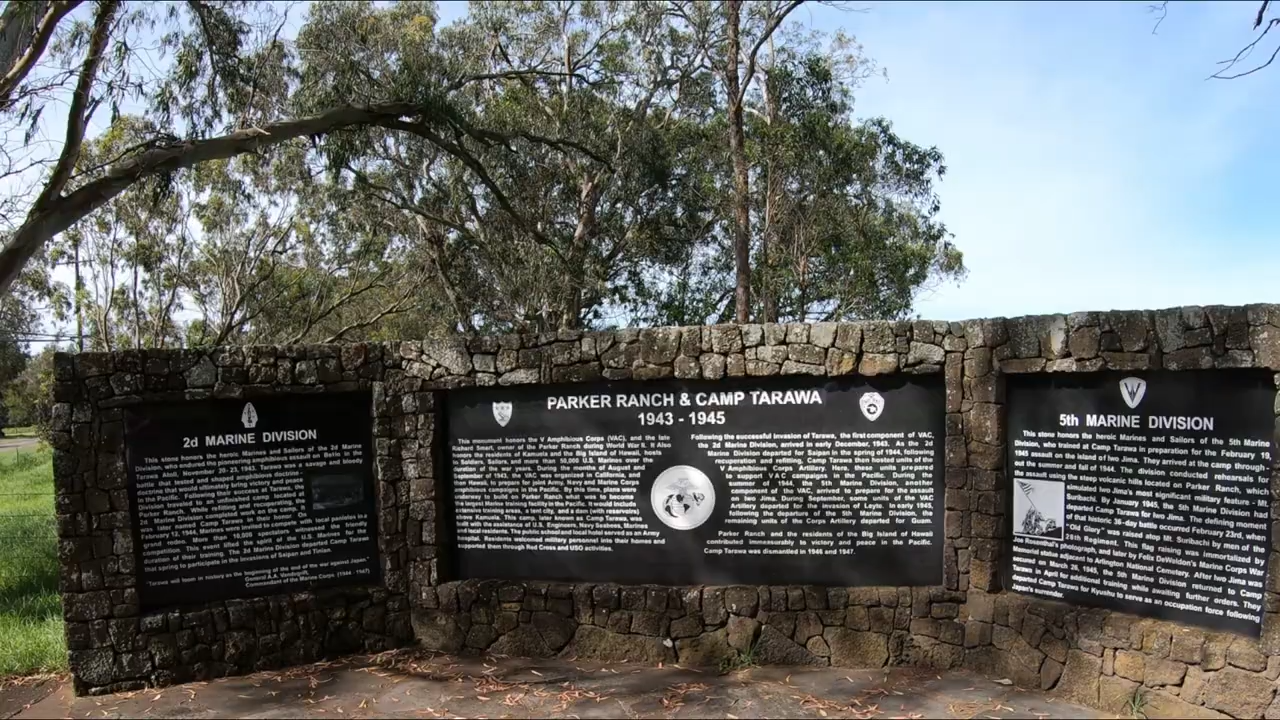 2d MARINE DIVISION
This stone honors the heroic Marines and Sailors of the 2d Marine
Division, who endured the pioneering amphibious assault on Betio in the
Tarawa Atoll, November 20-23, 1943. Tarawa was a savage and bloody
battle that tested and shaped amphibious doctrine -
doctrine that would ultimately bring victory and peace
in the Pacific. Following their success at Tarawa, the
Division traveled to an unfinished camp located at
Parker Ranch. While refitting and recuperating, the
2d Marine Division completed work on the camp. It
was later named Camp Tarawa in their honor. On
February 12, 1944, Marines were invited to compete with local paniolos in a
grand rodeo. More than 10,000 spectators witnessed the friendly
competition. This event lifted the spirit of the U.S. Marines for the
duration of their training. The 2d Marine Division departed Camp Tarawa
that spring to participate in the invasions of Saipan and Tinian.
"Tarawa will loom in history as the beginning of the end of the war against Japan."
General A.A. Vandegrift,
Commandant of the Marine Corps (1944 - 1947)
PARKER RANCH & CAMP TARAWA
1943 - 1945
This monument honors the V Amphibious Corps (VAC), and the late
Richard Smart, owner of the Parker Ranch during World War II. It Also
honors the residents of Kamuela and the Big Island of Hawaii, hosts
to Soldiers, Sailors, and more than 50,000 U.S. Marines over the
duration of the war years. During the months of August and
1943, the VAC was organized in California, and
then Hawaii, to prepare for joint Army, Navy and Marine Corps
amphibious campaigns in the Pacific. By this time, plans were
underway to build on Parker Ranch what was to become
the largest Marine training facility in the Pacific. It would include
extensive training areas, a tent city, and a dam with reservoirs
above Kamuela. This camp, later known as Camp Tarawa, was
built with the assistance of U.S. Engineers, Navy Seabees, Marines,
and local residents. The public school and hotel served as an Army
hospital. Residents welcomed military personnel into their homes and
supported them through Red Cross and USO activities.
Following the successful invasion of Tarawa, the first component of VAC,
the 2d Marine Division, arrived in early December, 1943. As the 2d
Marine Division departed for Saipan in the spring of 1944, following
recuperation and refitting, Camp Tarawa then hosted units of the
V Amphibious Corps Artillery. Here, these units prepared
to support VAC campaigns in the Pacific. During the
summer of 1944, the 5th Marine Division, another
component of the VAC, arrived to prepare for the assault
on Iwo Jima. During September, some units of the VAC
Artillery departed for the invasion of Leyte. In early 1945,
following the departure of the 5th Marine Division, the
remaining units of the Corps Artillery departed for Guam.
Parker Ranch and the residents of the Big Island of Hawaii
contributed immeasurably to victory and peace in the Pacific.
Camp Tarawa was dismantled in 1946 and 1947.
5th MARINE DIVISION
This stone honors the heroic Marines and Sailors of the 5th Marine
Division, who trained at Camp Tarawa in preparation for the February 19,
1945 assault on the island of Iwo Jima. They arrived at the camp through-
out the summer and fall of 1944. The division conducted rehearsals for
the assault on the steep volcanic hills located on Parker Ranch, which
simulated Iwo Jima's most significant military feature - Mt.
Suribachi. By January 1945, the 5th Marine Division has
departed Camp Tarawa for Iwo Jima. The defining moment
of that historic 36-day battle occurred February 23rd, when
"Old Glory" was raised atop Mt. Suribachi by men of the
28th Regiment. This flag raising was immortalized by
Joe Rosenthal's photograph, and later by Felix DeWeldon's Marine Corps War
Memorial statue adjacent to Arlington National Cemetery. After Iwo Jima was
secured on March 26, 1945, the 5th Marine Division returned to Camp
Tarawa in April for additional training while awaiting further orders. They
departed Camp Tarawa for Kyushu to serve as an occupation force following
Japan's surrender.